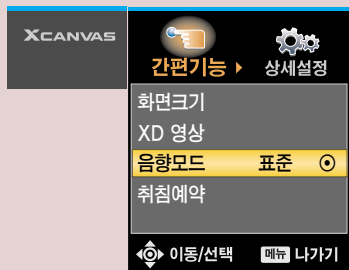 XCANVAS
간편기능 상세설정
화면크기
XD 영상
음향모드 표준
취침예약
이동/선택 메뉴 나가기